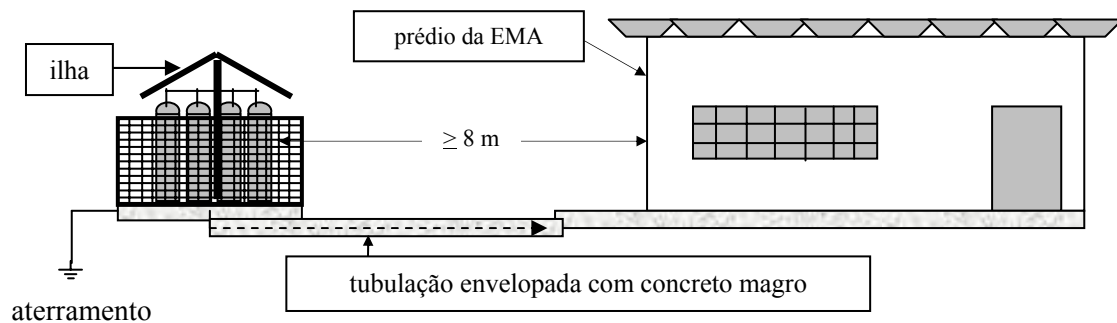 prédio da EMA
ilha
≥ 8 m
tubulação envelopada com concreto magro
aterramento